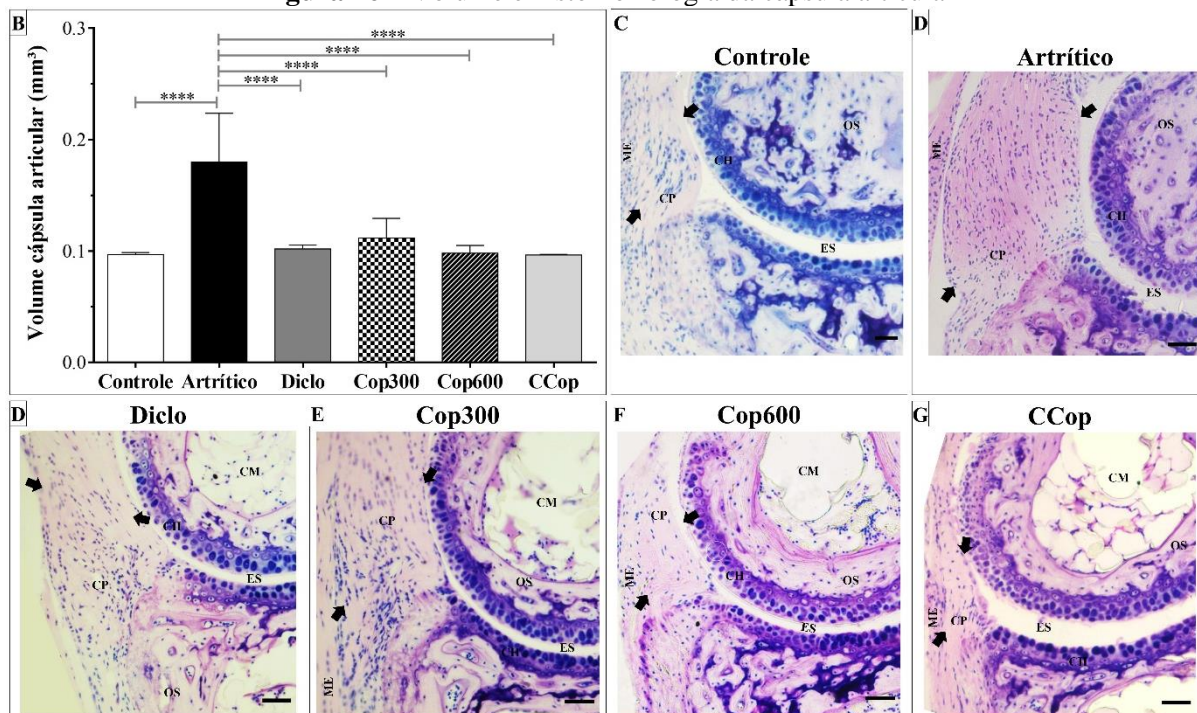 B
Volume cápsula articular (mm³)
0.3
0.2
0.1
0.0
****
****
****
****
****
Controle Artrítico Diclo Cop300 Cop600 CCop
C
Controle
ME
CP
CH
OS
ES
D
Artrítico
ME
CP
CH
OS
ES
D
Diclo
CM
CH
CP
ES
OS
E
Cop300
CP
CM
OS
ES
CH
ME
F
Cop600
CM
CP
ME
CH
OS
ES
G
CCop
CM
OS
ME
CP
ES
CH